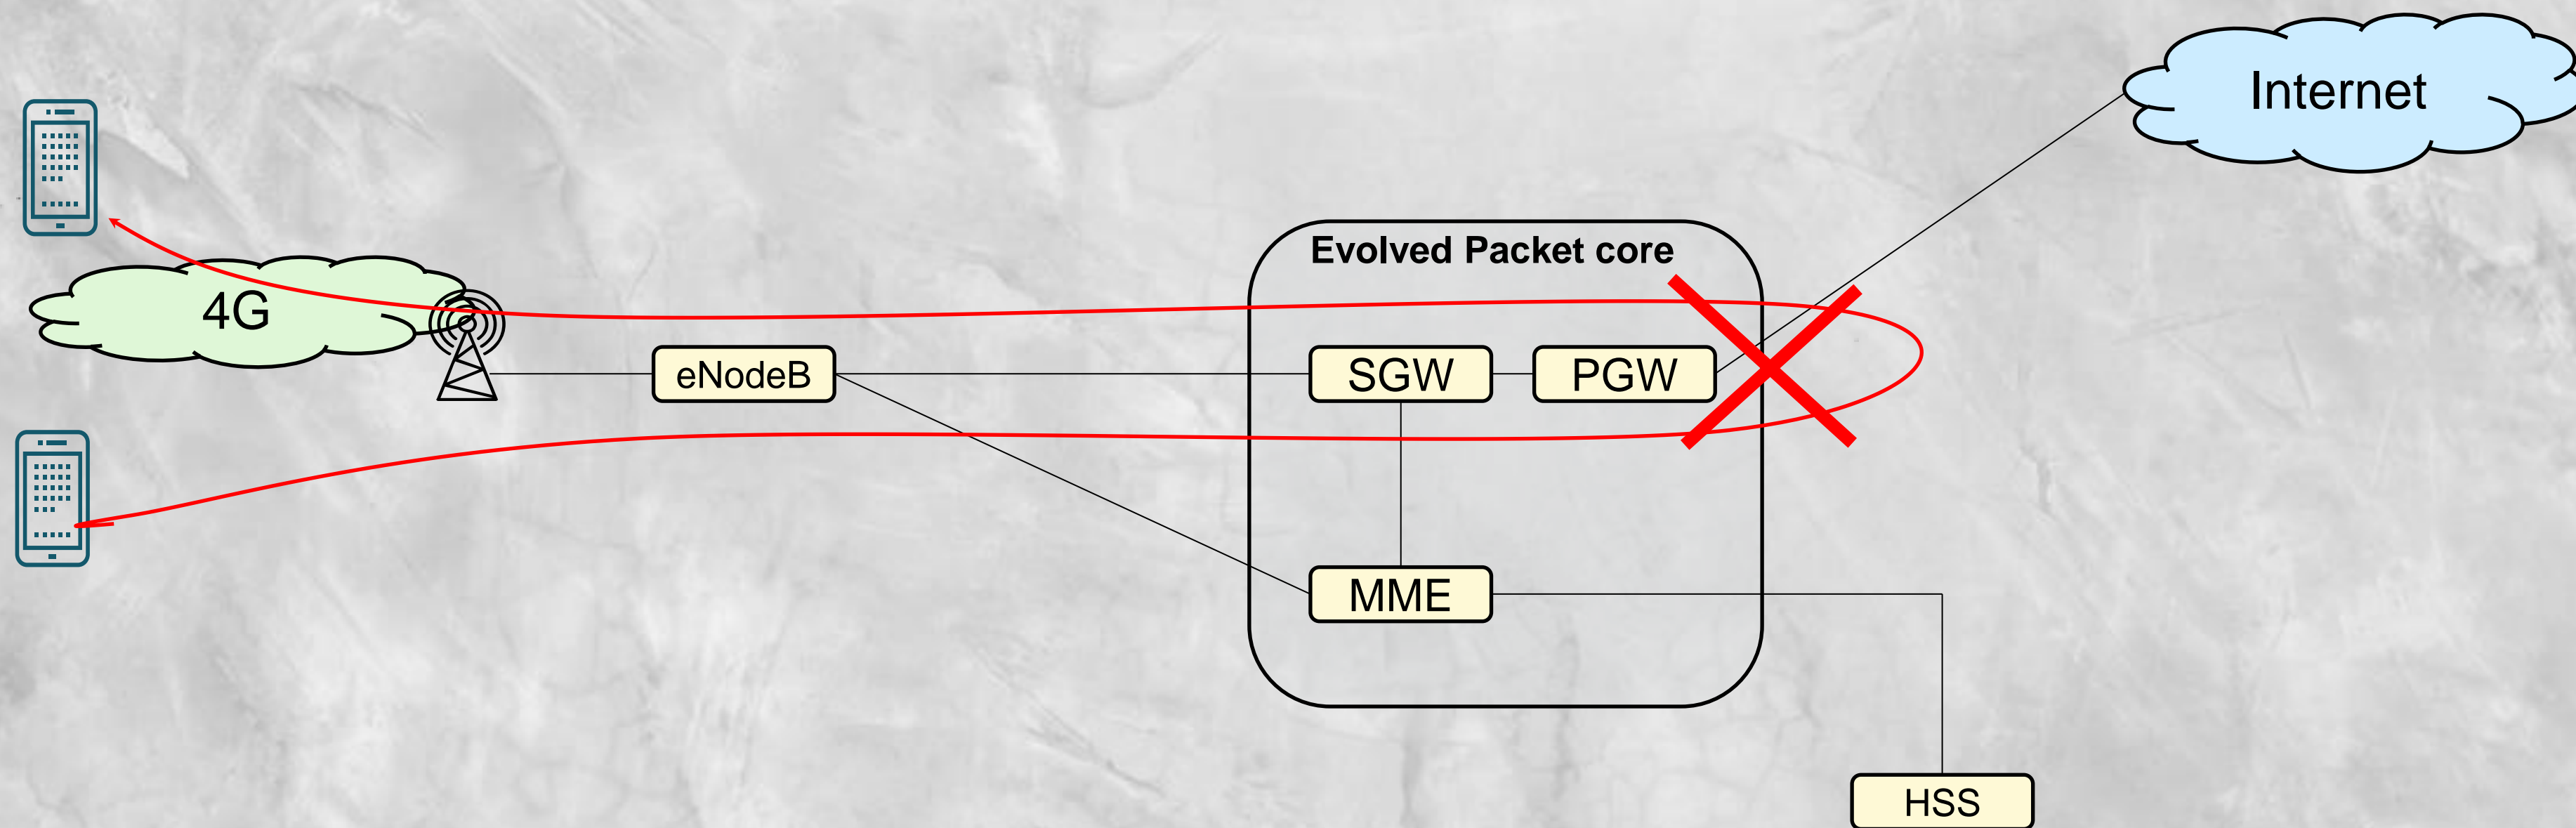 Internet
Evolved Packet core
4G
eNodeB
SGW
PGW
MME
HSS